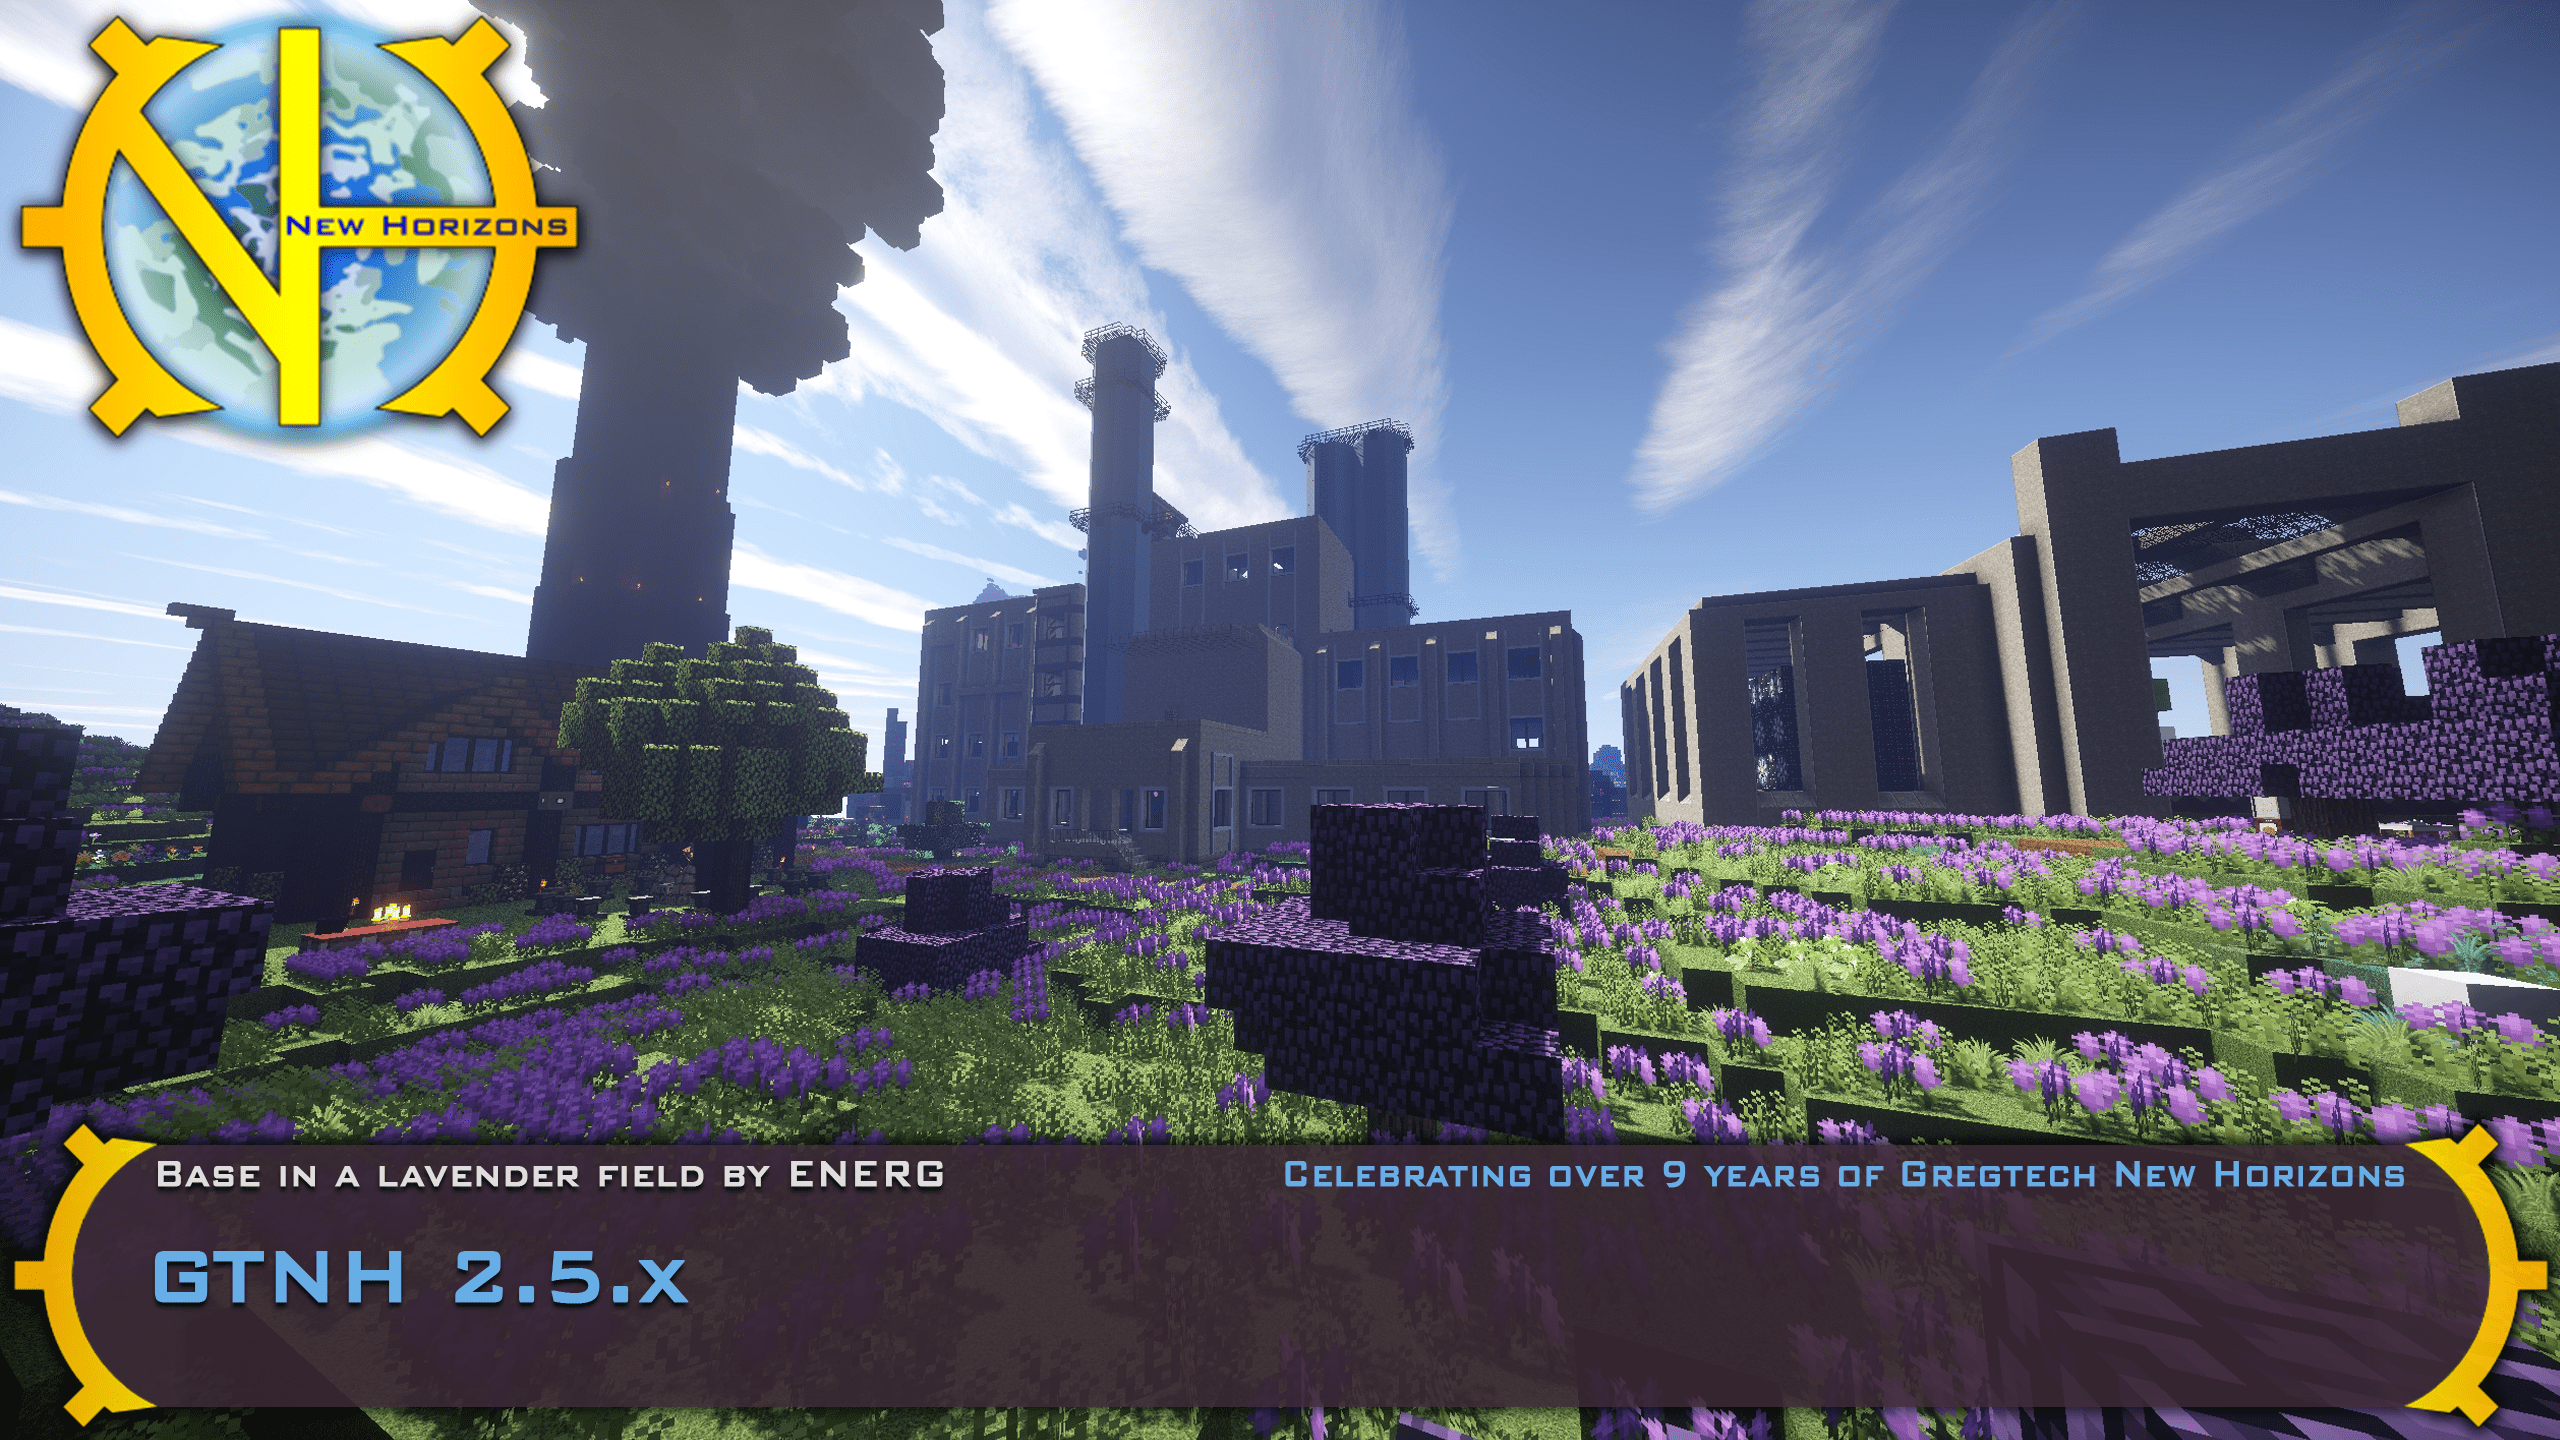 New Horizons
Base in a lavender field by ENERG
Celebrating over 9 years of Gregtech New Horizons
GTNH 2.5.x